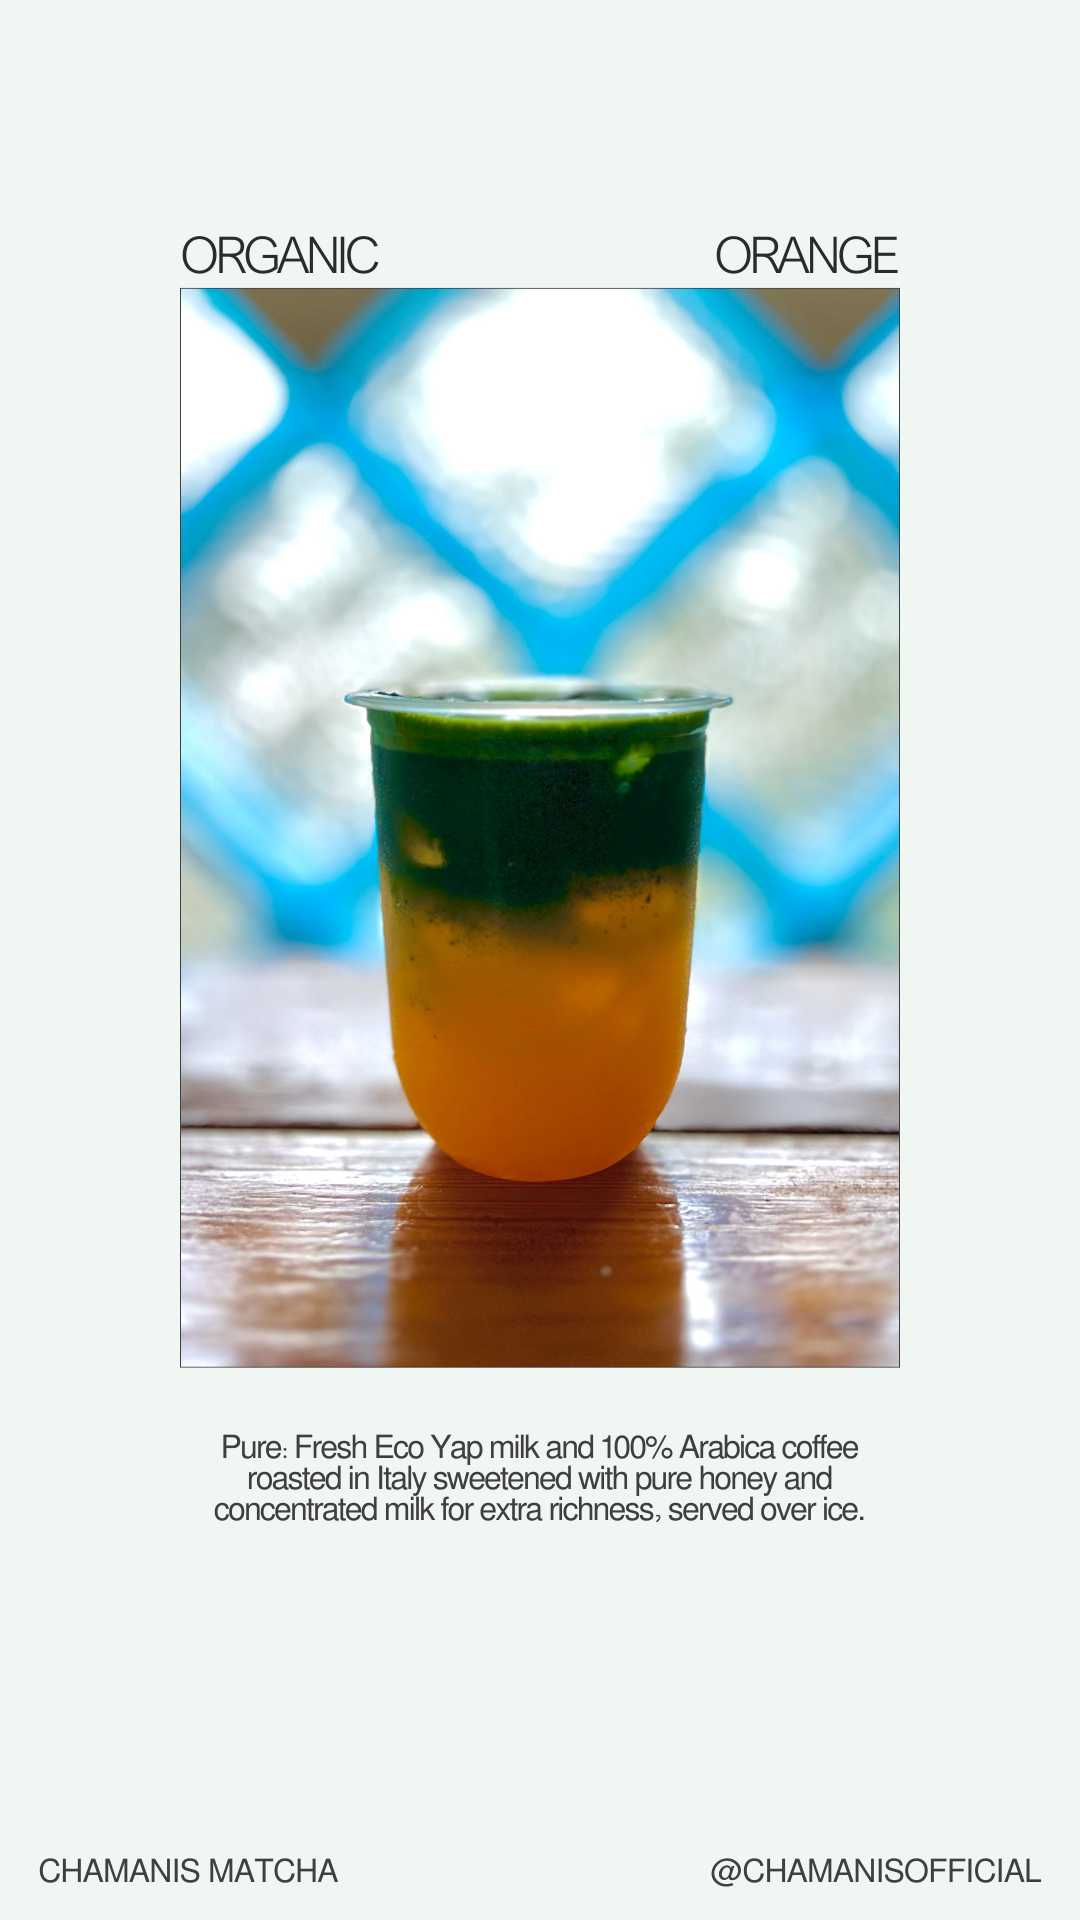 ORGANIC ORANGE
Pure: Fresh Eco Yap milk and 100% Arabica coffee
roasted in Italy sweetened with pure honey and
concentrated milk for extra richness, served over ice.
CHAMANIS MATCHA @CHAMANISOFFICIAL